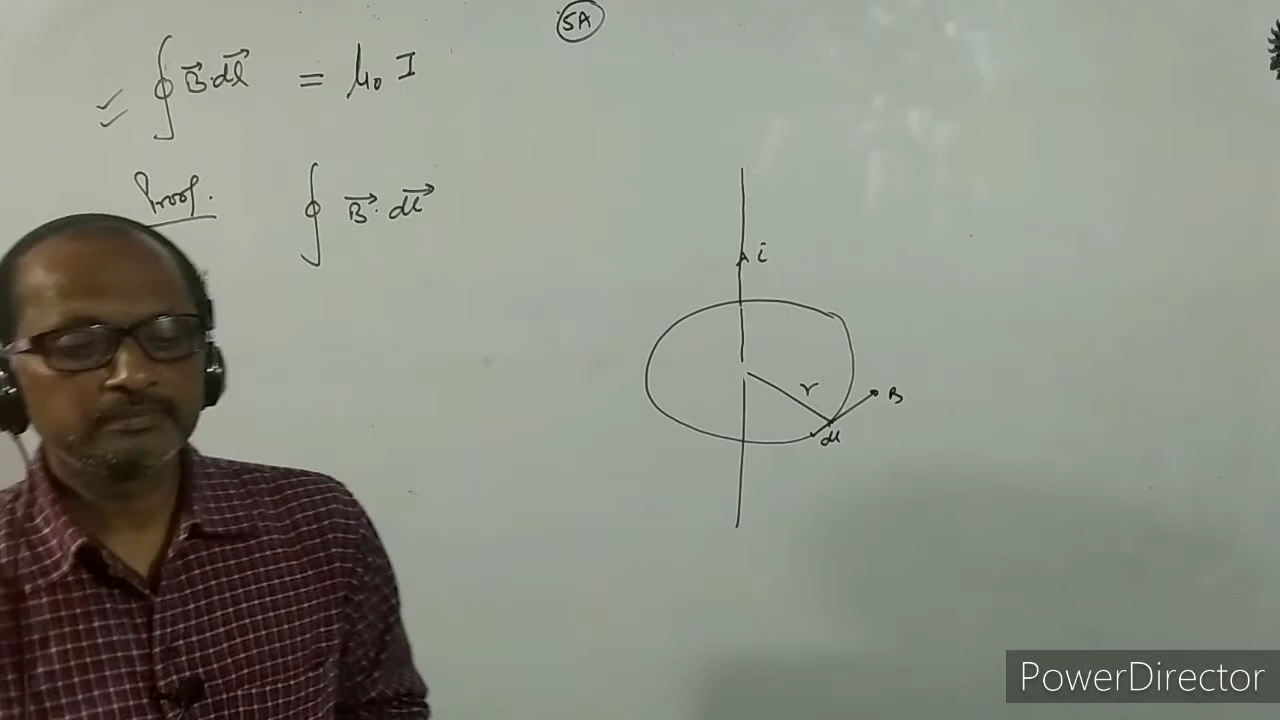 5A
∮ B⃗.dl⃗ = μ₀ I
Proof.
∮ B⃗. dl⃗
i
r
B
dl
PowerDirector